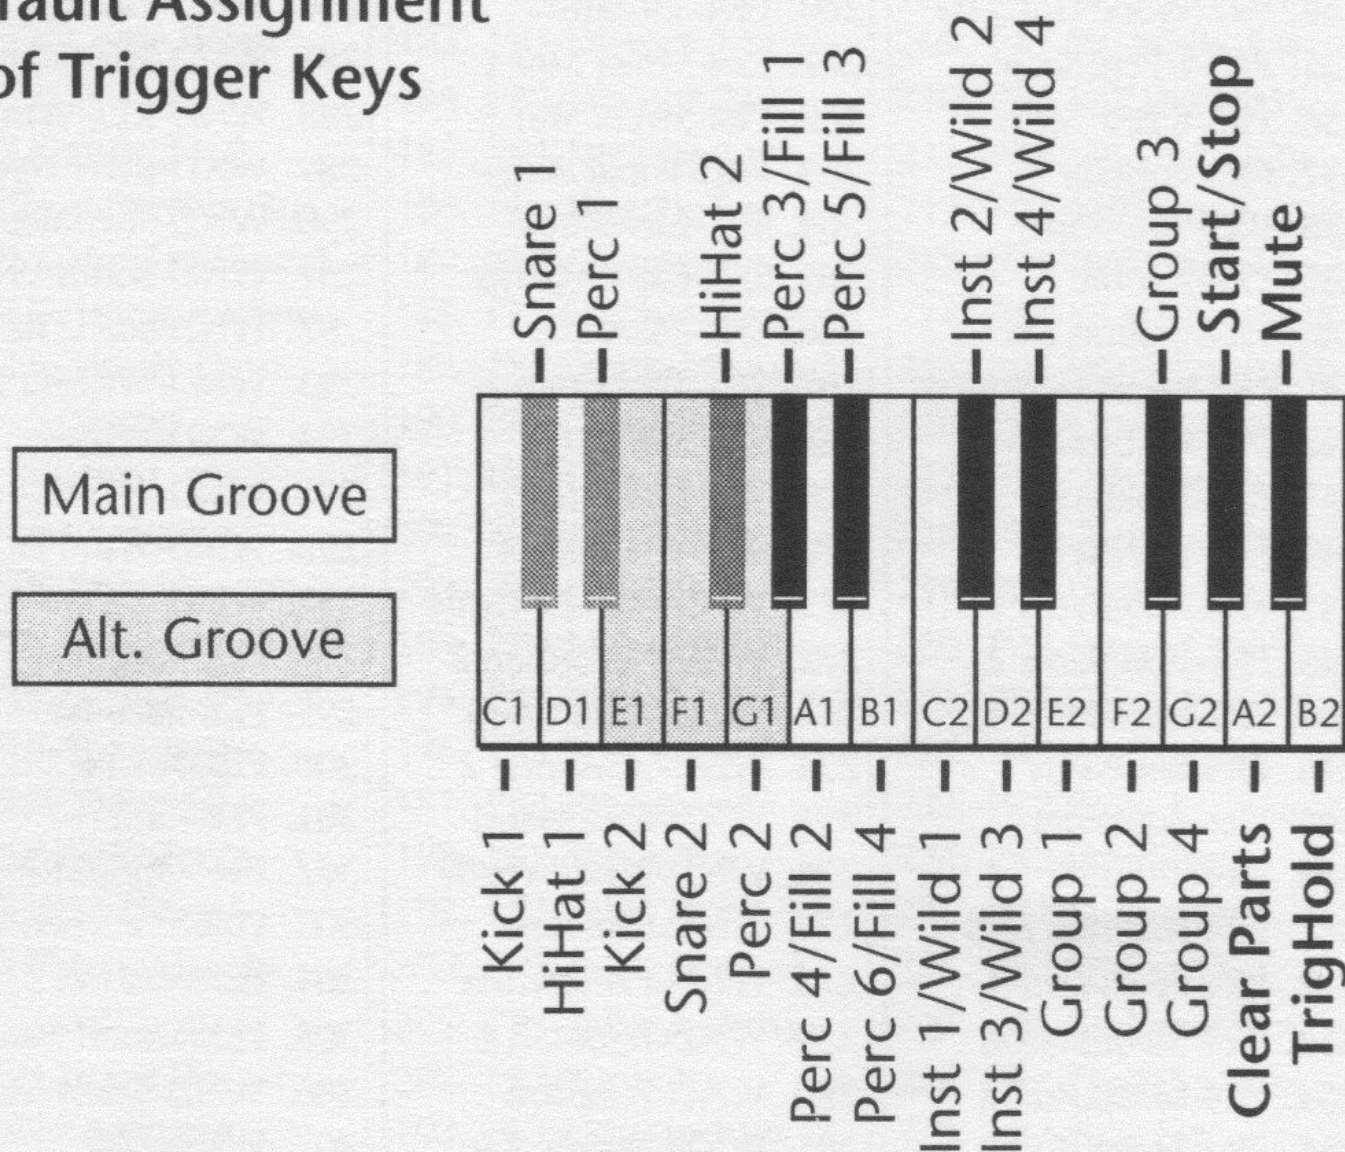 fault Assignment
of Trigger Keys
Snare 1
Perc 1
HiHat 2
Perc 3/Fill 1
Perc 5/Fill 3
Inst 2/Wild 2
Inst 4/Wild 4
Group 3
Start/Stop
Mute
Main Groove
Alt. Groove
C1 D1 E1 F1 G1 A1 B1 C2 D2 E2 F2 G2 A2 B2
Kick 1
HiHat 1
Kick 2
Snare 2
Perc 2
Perc 4/Fill 2
Perc 6/Fill 4
Inst 1/Wild 1
Inst 3/Wild 3
Group 1
Group 2
Group 4
Clear Parts
TrigHold